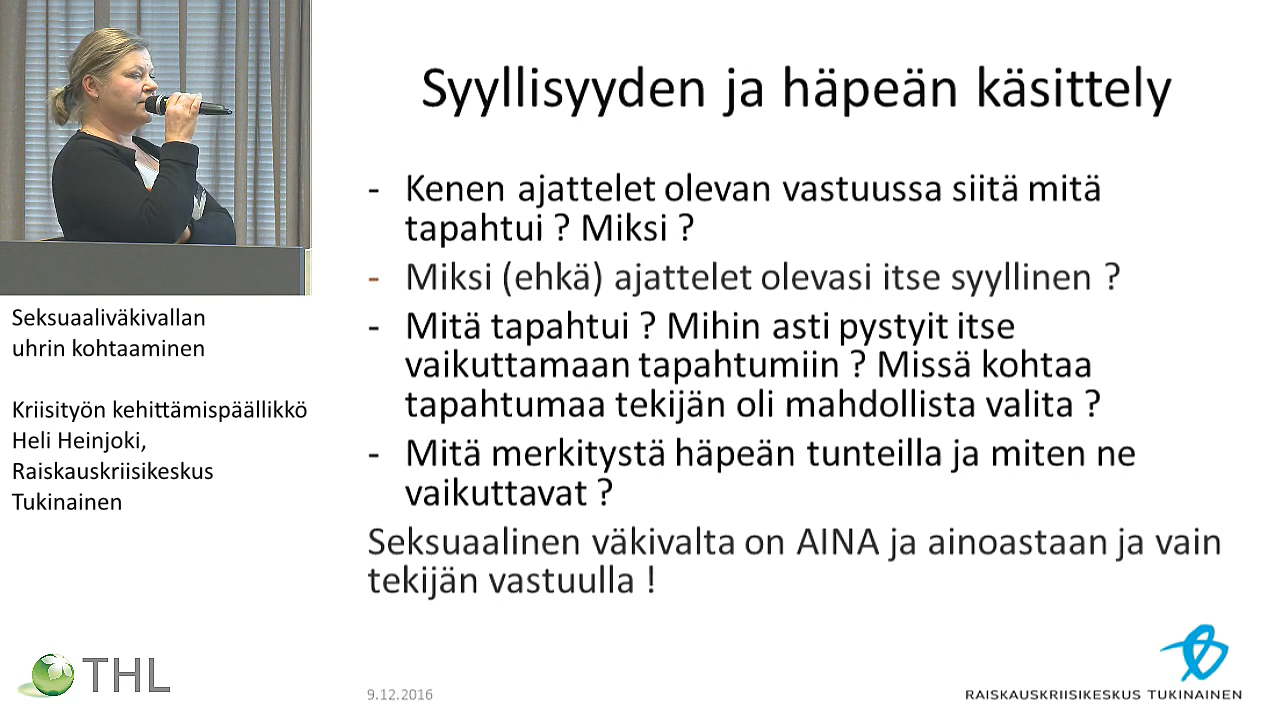 Syyllisyyden ja häpeän käsittely
- Kenen ajattelet olevan vastuussa siitä mitä
tapahtui ? Miksi ?
- Miksi (ehkä) ajattelet olevasi itse syyllinen ?
- Mitä tapahtui ? Mihin asti pystyit itse
vaikuttamaan tapahtumiin ? Missä kohtaa
tapahtumaa tekijän oli mahdollista valita ?
- Mitä merkitystä häpeän tunteilla ja miten ne
vaikuttavat ?
Seksuaalinen väkivalta on AINA ja ainoastaan ja vain
tekijän vastuulla !
Seksuaaliväkivallan
uhrin kohtaaminen
Kriisityön kehittämispäällikkö
Heli Heinjoki,
Raiskauskriisikeskus
Tukinainen
THL
9.12.2016
RAISKAUSKRIISIKESKUS TUKINAINEN